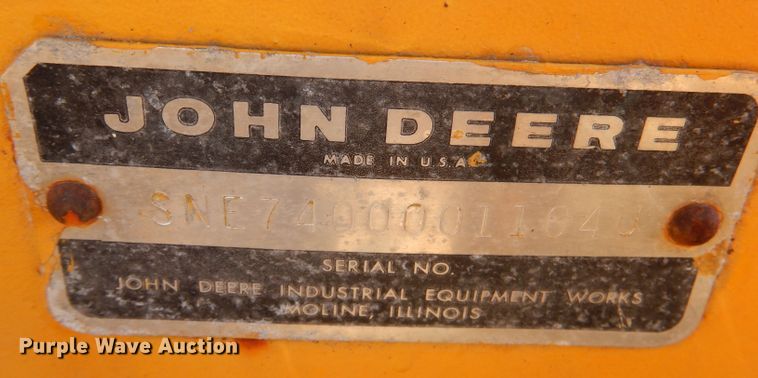 JOHN DEERE
MADE IN U.S.A.
SERIAL NO.
JOHN DEERE INDUSTRIAL EQUIPMENT WORKS
MOLINE, ILLINOIS
Purple Wave Auction